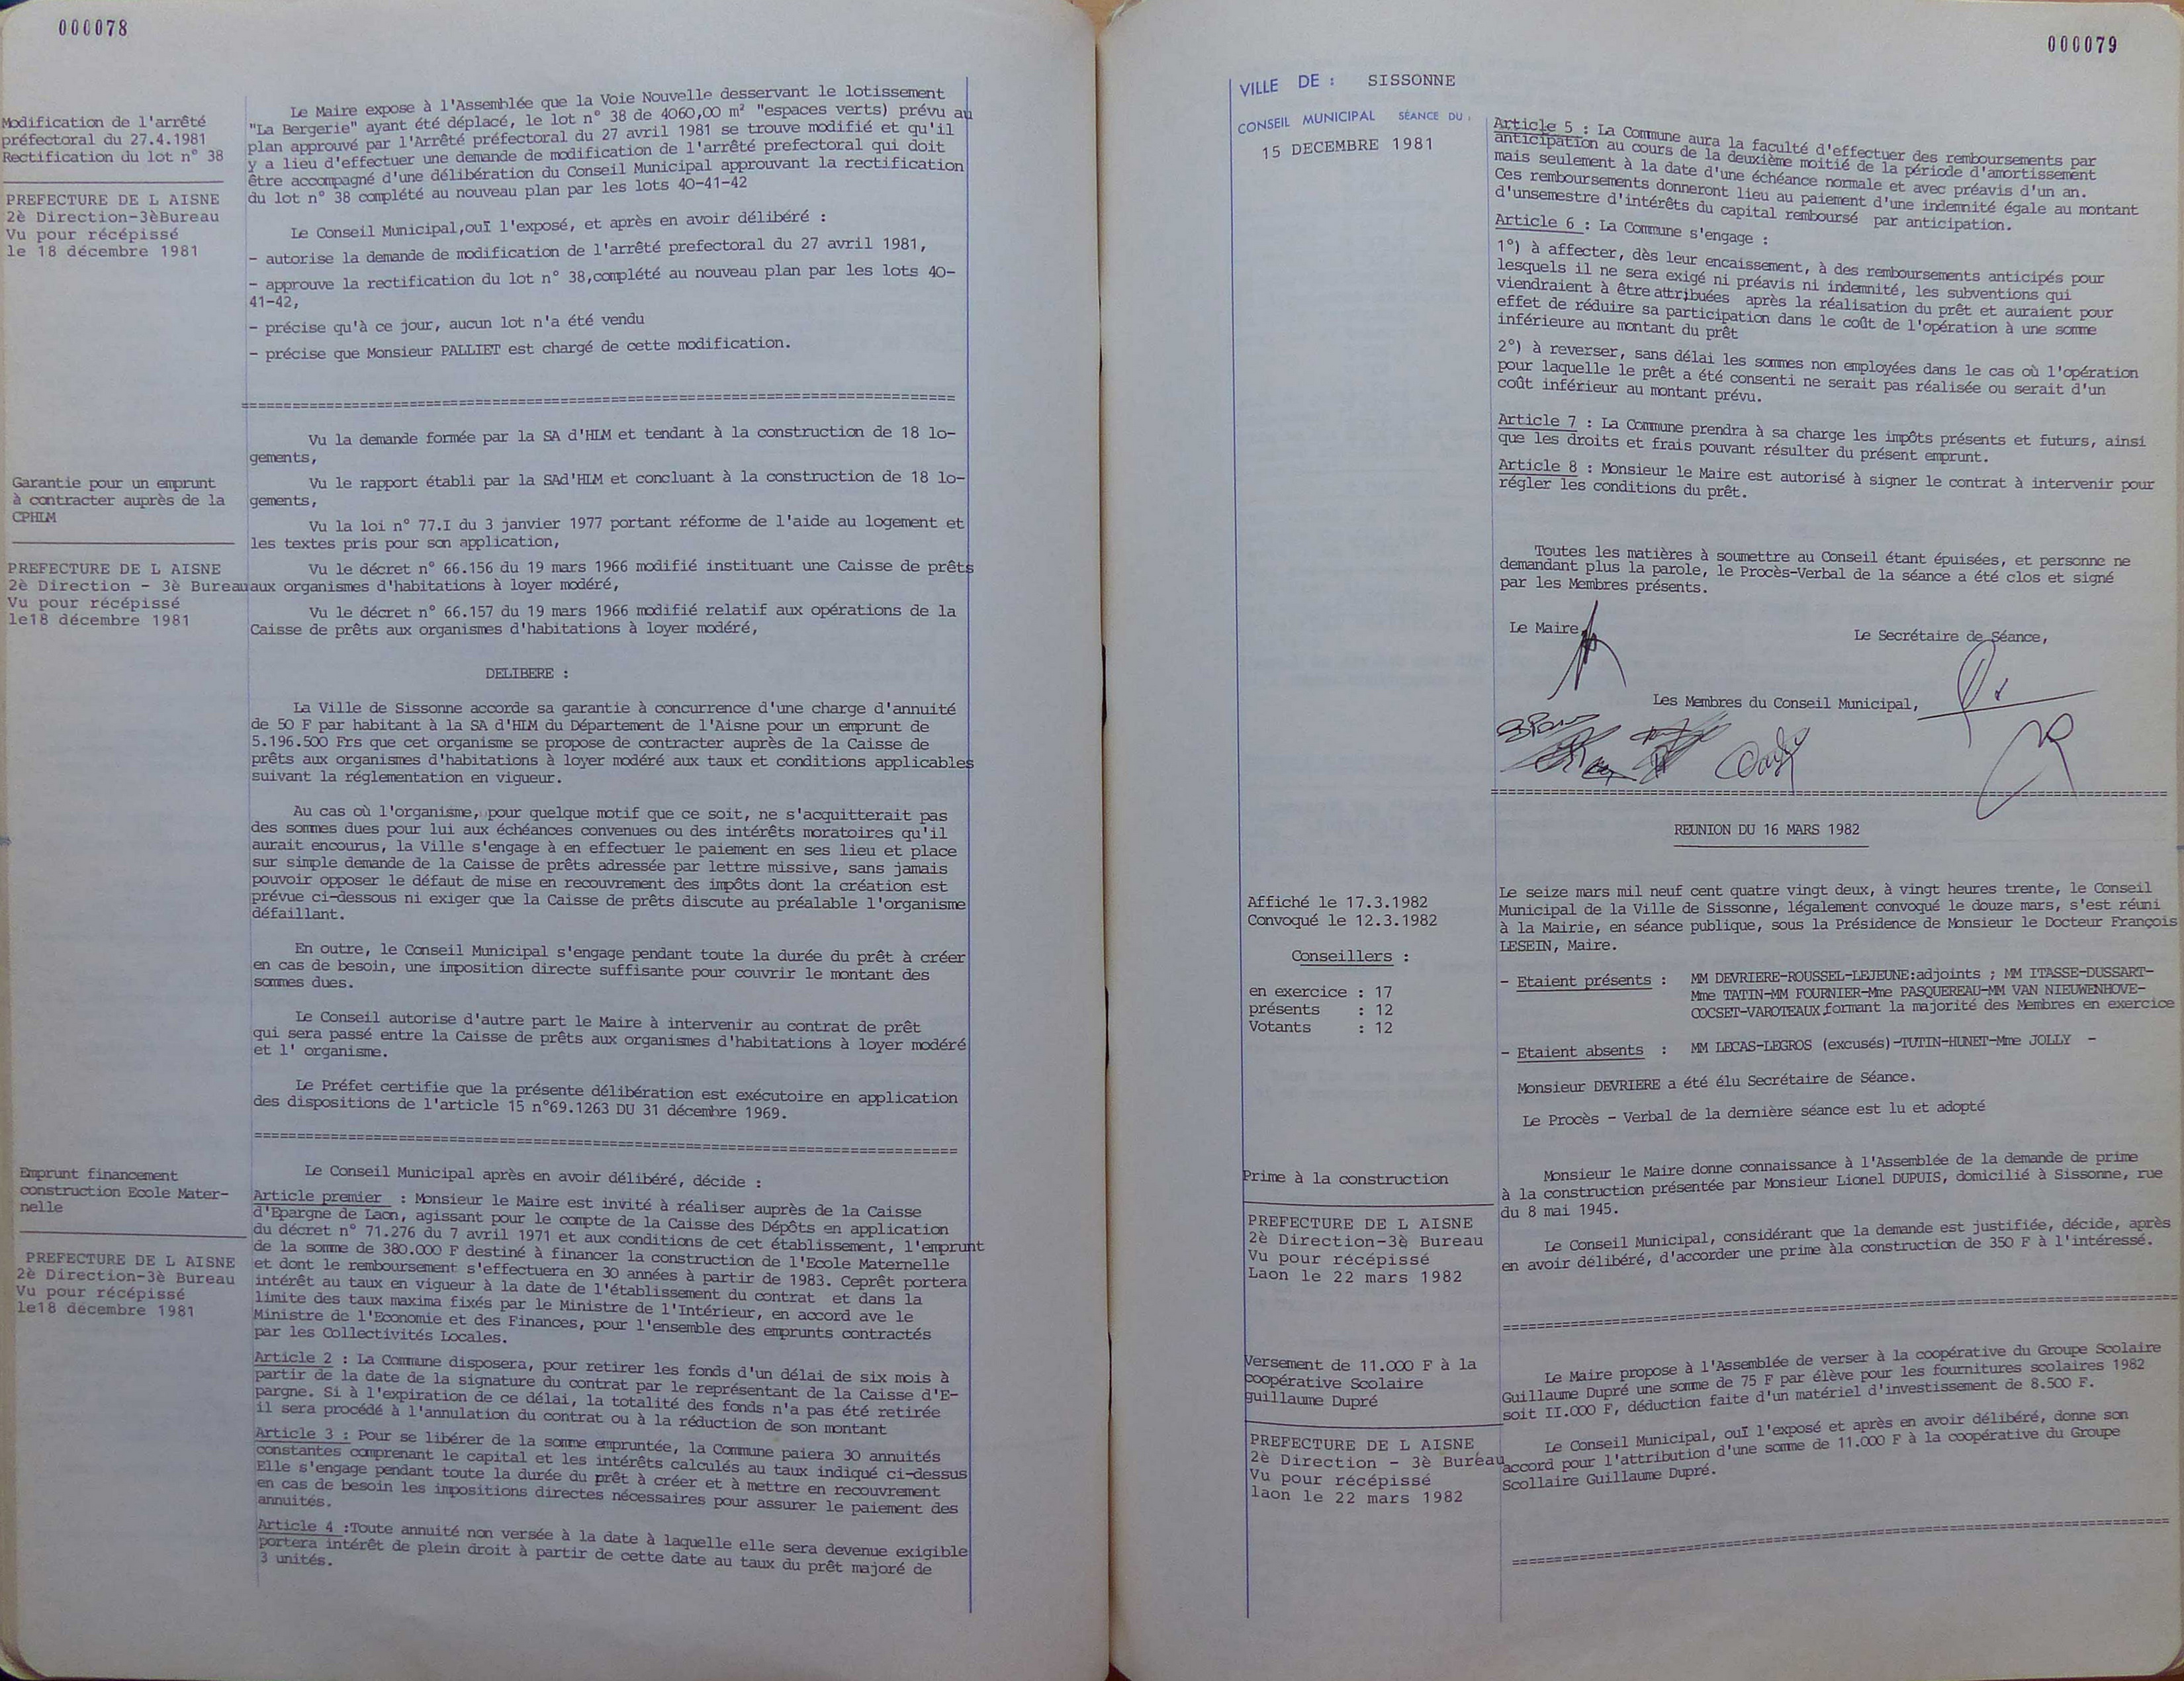 000078
Modification de l'arrêté
préfectoral du 27.4.1981
Rectification du lot n° 38
PREFECTURE DE L AISNE
2è Direction-3èBureau
Vu pour récépissé
le 18 décembre 1981
Le Maire expose à l'Assemblée que la Voie Nouvelle desservant le lotissement
"La Bergerie" ayant été déplacé, le lot n° 38 de 4060,00 m² "espaces verts) prévu au
plan approuvé par l'Arrêté préfectoral du 27 avril 1981 se trouve modifié et qu'il
y a lieu d'effectuer une demande de modification de l'arrêté prefectoral qui doit
être accompagné d'une délibération du Conseil Municipal approuvant la rectification
du lot n° 38 complété au nouveau plan par les lots 40-41-42
Le Conseil Municipal,ouï l'exposé, et après en avoir délibéré :
- autorise la demande de modification de l'arrêté prefectoral du 27 avril 1981,
- approuve la rectification du lot n° 38,complété au nouveau plan par les lots 40-
41-42,
- précise qu'à ce jour, aucun lot n'a été vendu
- précise que Monsieur PALLIET est chargé de cette modification.
Garantie pour un emprunt
à contracter auprès de la
CPHLM
PREFECTURE DE L AISNE
2è Direction - 3è Bureau
Vu pour récépissé
le18 décembre 1981
Vu la demande formée par la SA d'HLM et tendant à la construction de 18 lo-
gements,
Vu le rapport établi par la SAd'HLM et concluant à la construction de 18 lo-
gements,
Vu la loi n° 77.I du 3 janvier 1977 portant réforme de l'aide au logement et
les textes pris pour son application,
Vu le décret n° 66.156 du 19 mars 1966 modifié instituant une Caisse de prêts
aux organismes d'habitations à loyer modéré,
Vu le décret n° 66.157 du 19 mars 1966 modifié relatif aux opérations de la
Caisse de prêts aux organismes d'habitations à loyer modéré,
DELIBERE :
La Ville de Sissonne accorde sa garantie à concurrence d'une charge d'annuité
de 50 F par habitant à la SA d'HLM du Département de l'Aisne pour un emprunt de
5.196.500 Frs que cet organisme se propose de contracter auprès de la Caisse de
prêts aux organismes d'habitations à loyer modéré aux taux et conditions applicables
suivant la réglementation en vigueur.
Au cas où l'organisme, pour quelque motif que ce soit, ne s'acquitterait pas
des sommes dues pour lui aux échéances convenues ou des intérêts moratoires qu'il
aurait encourus, la Ville s'engage à en effectuer le paiement en ses lieu et place
sur simple demande de la Caisse de prêts adressée par lettre missive, sans jamais
pouvoir opposer le défaut de mise en recouvrement des impôts dont la création est
prévue ci-dessous ni exiger que la Caisse de prêts discute au préalable l'organisme
défaillant.
En outre, le Conseil Municipal s'engage pendant toute la durée du prêt à créer
en cas de besoin, une imposition directe suffisante pour couvrir le montant des
sommes dues.
Le Conseil autorise d'autre part le Maire à intervenir au contrat de prêt
qui sera passé entre la Caisse de prêts aux organismes d'habitations à loyer modéré
et l' organisme.
Le Préfet certifie que la présente délibération est exécutoire en application
des dispositions de l'article 15 n°69.1263 DU 31 décembre 1969.
Emprunt financement
construction Ecole Mater-
nelle
PREFECTURE DE L AISNE
2è Direction-3è Bureau
Vu pour récépissé
le18 décembre 1981
Le Conseil Municipal après en avoir délibéré, décide :
Article premier : Monsieur le Maire est invité à réaliser auprès de la Caisse
d'Epargne de Laon, agissant pour le compte de la Caisse des Dépôts en application
du décret n° 71.276 du 7 avril 1971 et aux conditions de cet établissement, l'emprunt
de la somme de 380.000 F destiné à financer la construction de l'Ecole Maternelle
et dont le remboursement s'effectuera en 30 années à partir de 1983. Ceprêt portera
intérêt au taux en vigueur à la date de l'établissement du contrat et dans la
limite des taux maxima fixés par le Ministre de l'Intérieur, en accord ave le
Ministre de l'Economie et des Finances, pour l'ensemble des emprunts contractés
par les Collectivités Locales.
Article 2 : La Commune disposera, pour retirer les fonds d'un délai de six mois à
partir de la date de la signature du contrat par le représentant de la Caisse d'E-
pargne. Si à l'expiration de ce délai, la totalité des fonds n'a pas été retirée
il sera procédé à l'annulation du contrat ou à la réduction de son montant
Article 3 : Pour se libérer de la somme empruntée, la Commune paiera 30 annuités
constantes comprenant le capital et les intérêts calculés au taux indiqué ci-dessus
Elle s'engage pendant toute la durée du prêt à créer et à mettre en recouvrement
en cas de besoin les impositions directes nécessaires pour assurer le paiement des
annuités.
Article 4 :Toute annuité non versée à la date à laquelle elle sera devenue exigible
portera intérêt de plein droit à partir de cette date au taux du prêt majoré de
3 unités.
000079
VILLE DE : SISSONNE
CONSEIL MUNICIPAL SÉANCE DU :
15 DECEMBRE 1981
Article 5 : La Commune aura la faculté d'effectuer des remboursements par
anticipation au cours de la deuxième moitié de la période d'amortissement
mais seulement à la date d'une échéance normale et avec préavis d'un an.
Ces remboursements donneront lieu au paiement d'une indemnité égale au montant
d'unsemestre d'intérêts du capital remboursé par anticipation.
Article 6 : La Commune s'engage :
1°) à affecter, dès leur encaissement, à des remboursements anticipés pour
lesquels il ne sera exigé ni préavis ni indemnité, les subventions qui
viendraient à être attribuées après la réalisation du prêt et auraient pour
effet de réduire sa participation dans le coût de l'opération à une somme
inférieure au montant du prêt
2°) à reverser, sans délai les sommes non employées dans le cas où l'opération
pour laquelle le prêt a été consenti ne serait pas réalisée ou serait d'un
coût inférieur au montant prévu.
Article 7 : La Commune prendra à sa charge les impôts présents et futurs, ainsi
que les droits et frais pouvant résulter du présent emprunt.
Article 8 : Monsieur le Maire est autorisé à signer le contrat à intervenir pour
régler les conditions du prêt.
Toutes les matières à soumettre au Conseil étant épuisées, et personne ne
demandant plus la parole, le Procès-Verbal de la séance a été clos et signé
par les Membres présents.
Le Maire,
Le Secrétaire de Séance,
Les Membres du Conseil Municipal,
REUNION DU 16 MARS 1982
Affiché le 17.3.1982
Convoqué le 12.3.1982
Conseillers :
en exercice : 17
présents : 12
Votants : 12
Le seize mars mil neuf cent quatre vingt deux, à vingt heures trente, le Conseil
Municipal de la Ville de Sissonne, légalement convoqué le douze mars, s'est réuni
à la Mairie, en séance publique, sous la Présidence de Monsieur le Docteur François
LESEIN, Maire.
- Etaient présents : MM DEVRIERE-ROUSSEL-LEJEUNE:adjoints ; MM ITASSE-DUSSART-
Mme TATIN-MM FOURNIER-Mme PASQUEREAU-MM VAN NIEUWENHOVE-
COCSET-VAROTEAUX,formant la majorité des Membres en exercice
- Etaient absents : MM LECAS-LEGROS (excusés)-TUTIN-HUNET-Mme JOLLY -
Monsieur DEVRIERE a été élu Secrétaire de Séance.
Le Procès - Verbal de la dernière séance est lu et adopté
Prime à la construction
PREFECTURE DE L AISNE
2è Direction-3è Bureau
Vu pour récépissé
Laon le 22 mars 1982
Monsieur le Maire donne connaissance à l'Assemblée de la demande de prime
à la construction présentée par Monsieur Lionel DUPUIS, domicilié à Sissonne, rue
du 8 mai 1945.
Le Conseil Municipal, considérant que la demande est justifiée, décide, après
en avoir délibéré, d'accorder une prime àla construction de 350 F à l'intéressé.
Versement de 11.000 F à la
coopérative Scolaire
guillaume Dupré
PREFECTURE DE L AISNE
2è Direction - 3è Bureau
Vu pour récépissé
laon le 22 mars 1982
Le Maire propose à l'Assemblée de verser à la coopérative du Groupe Scolaire
Guillaume Dupré une somme de 75 F par élève pour les fournitures scolaires 1982
soit II.000 F, déduction faite d'un matériel d'investissement de 8.500 F.
Le Conseil Municipal, ouï l'exposé et après en avoir délibéré, donne son
accord pour l'attribution d'une somme de 11.000 F à la coopérative du Groupe
Scollaire Guillaume Dupré.